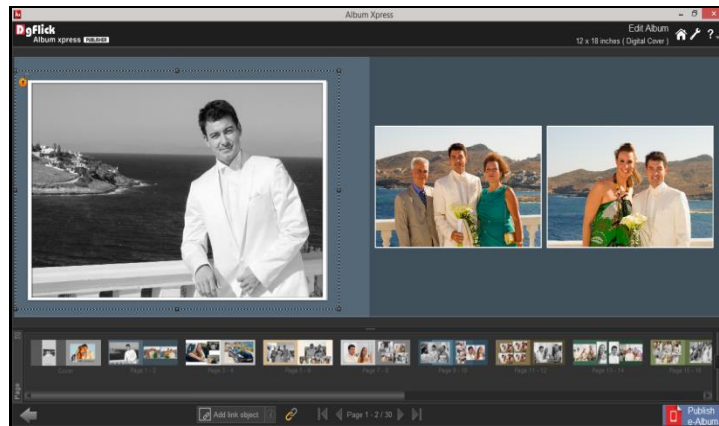 Album Xpress
DgFlick
Album xpress PUBLISHER
Edit Album
12 x 18 inches ( Digital Cover )
?
Page
Cover
Page 1 - 2
Page 3 - 4
Page 5 - 6
Page 7 - 8
Page 9 - 10
Page 11 - 12
Page 13 - 14
Page 15 - 16
Add link object
Page 1 - 2 / 30
Publish
e-Album